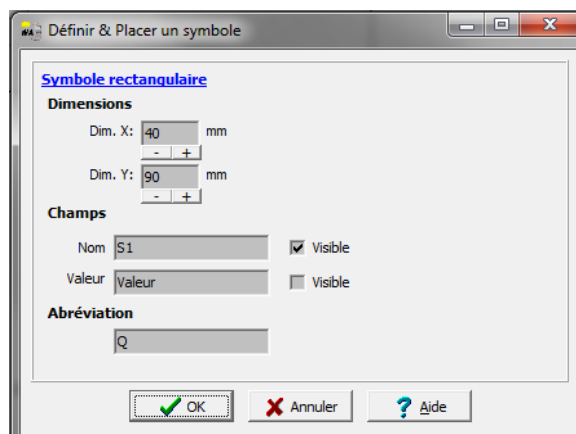 Définir & Placer un symbole
Symbole rectangulaire
Dimensions
Dim. X: 40 mm
- +
Dim. Y: 90 mm
- +
Champs
Nom S1 Visible
Valeur Valeur Visible
Abréviation
Q
OK Annuler Aide